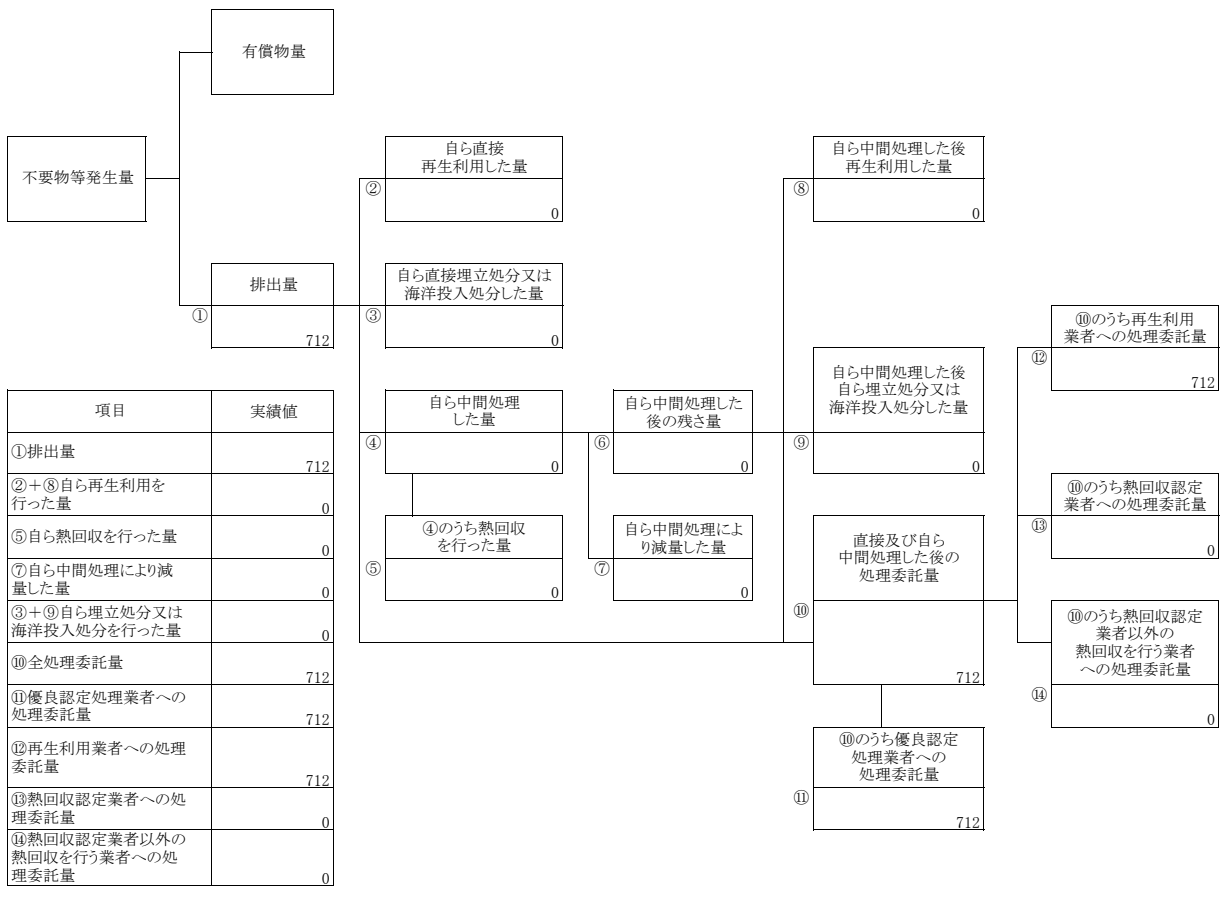 有償物量
不要物等発生量
自ら直接
再生利用した量
②
0
自ら中間処理した後
再生利用した量
⑧
0
排出量
①
712
自ら直接埋立処分又は
海洋投入処分した量
③
0
⑩のうち再生利用
業者への処理委託量
⑫
712
自ら中間処理
した量
④
0
自ら中間処理した
後の残さ量
⑥
0
自ら中間処理した後
自ら埋立処分又は
海洋投入処分した量
⑨
0
⑩のうち熱回収認定
業者への処理委託量
⑬
0
④のうち熱回収
を行った量
⑤
0
自ら中間処理によ
り減量した量
⑦
0
直接及び自ら
中間処理した後の
処理委託量
⑩
712
⑩のうち熱回収認定
業者以外の
熱回収を行う業者
への処理委託量
⑭
0
⑩のうち優良認定
処理業者への
処理委託量
⑪
712
項目 実績値
①排出量
712
②＋⑧自ら再生利用を
行った量
0
⑤自ら熱回収を行った量
0
⑦自ら中間処理により減
量した量
0
③＋⑨自ら埋立処分又は
海洋投入処分を行った量
0
⑩全処理委託量
712
⑪優良認定処理業者への
処理委託量
712
⑫再生利用業者への処理
委託量
712
⑬熱回収認定業者への処
理委託量
0
⑭熱回収認定業者以外の
熱回収を行う業者への処
理委託量
0